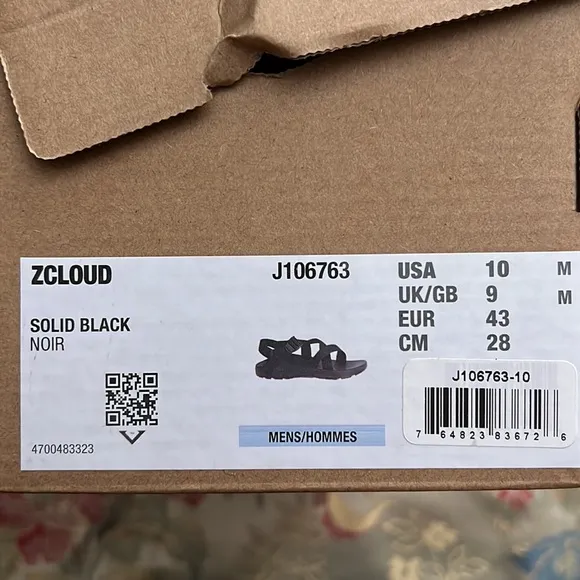 ZCLOUD J106763
SOLID BLACK
NOIR
4700483323
MENS/HOMMES
USA 10 M
UK/GB 9 M
EUR 43
CM 28
J106763-10
7 64823 83672 6